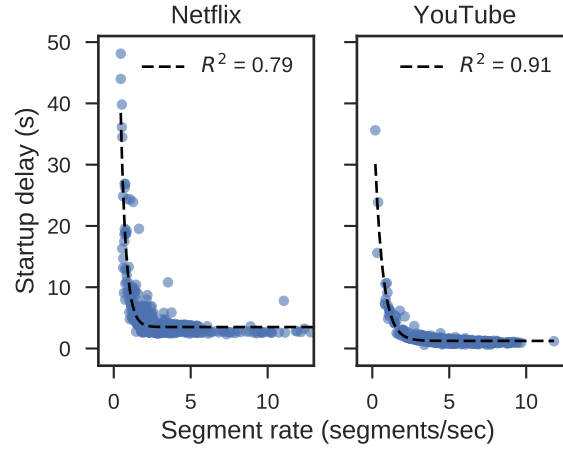 Netflix YouTube
R² = 0.79
R² = 0.91
Startup delay (s)
50
40
30
20
10
0
0 5 10
0 5 10
Segment rate (segments/sec)